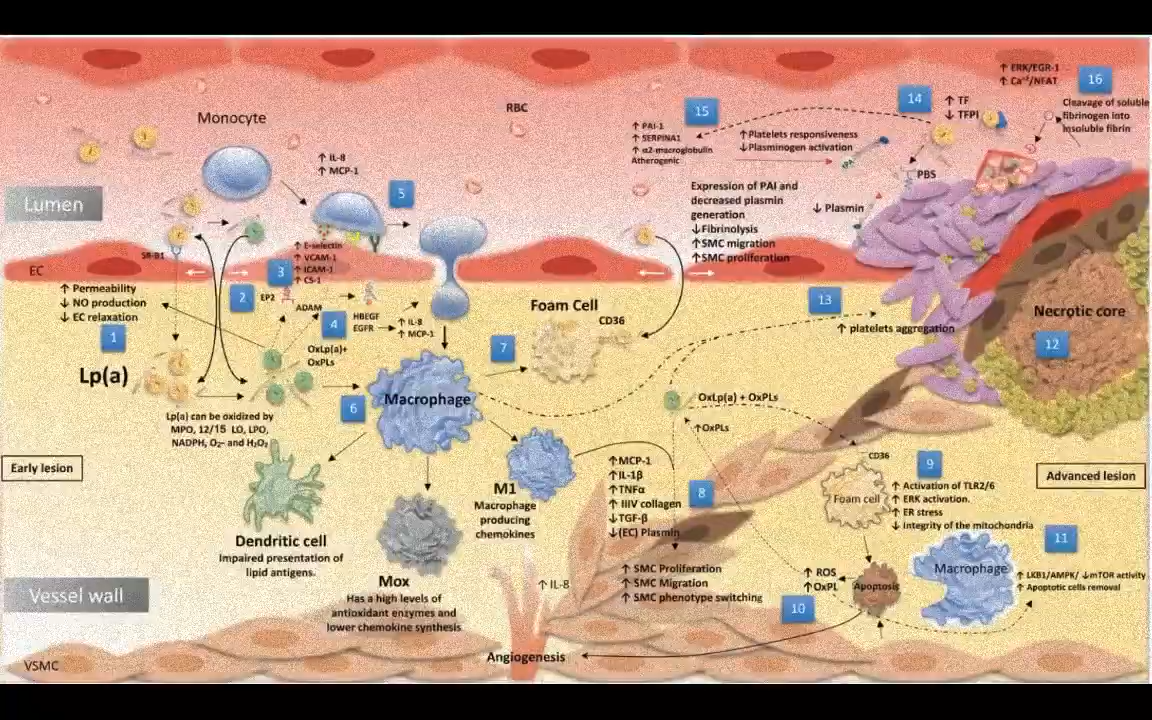 ↑ ERK/EGR-1
↑ Ca⁺²/NFAT
16
Cleavage of soluble
fibrinogen into
insoluble fibrin
14
↑ TF
↓ TFPI
15
↑ PAI-1
↑ SERPINA1
↑ α2-macroglobulin
Atherogenic
↑Platelets responsiveness
↓Plasminogen activation
tPA
PBS
RBC
Monocyte
↑ IL-8
↑ MCP-1
5
Lumen
Expression of PAI and
decreased plasmin
generation
↓Fibrinolysis
↑SMC migration
↑SMC proliferation
↓ Plasmin
SR-B1
↑ E-selectin
↑ VCAM-1
↑ ICAM-1
↑ CS-1
3
EC
↑ Permeability
↓ NO production
↓ EC relaxation
2
EP2
ADAM
1
4
HBEGF
EGFR
↑ IL-8
↑ MCP-1
Foam Cell
CD36
13
↑ platelets aggregation
Necrotic core
12
OxLp(a)+
OxPLs
7
Lp(a)
Macrophage
6
OxLp(a) + OxPLs
↑OxPLs
Lp(a) can be oxidized by
MPO, 12/15 LO, LPO,
NADPH, O₂- and H₂O₂
Early lesion
Advanced lesion
CD36
9
↑ Activation of TLR2/6
↑ ERK activation.
↑ ER stress
↓ Integrity of the mitochondria
Foam cell
M1
Macrophage
producing
chemokines
↑MCP-1
↑IL-1β
↑TNFα
↑ I/IV collagen
↓TGF-β
↓(EC) Plasmin
8
Dendritic cell
Impaired presentation of
lipid antigens.
11
Macrophage
↑ LKB1/AMPK/ ↓mTOR activity
↑ Apoptotic cells removal
Mox
Has a high levels of
antioxidant enzymes and
lower chemokine synthesis
↑ IL-8
↑ SMC Proliferation
↑ SMC Migration
↑ SMC phenotype switching
↑ ROS
↑OxPL
Apoptosis
10
Vessel wall
Angiogenesis
VSMC